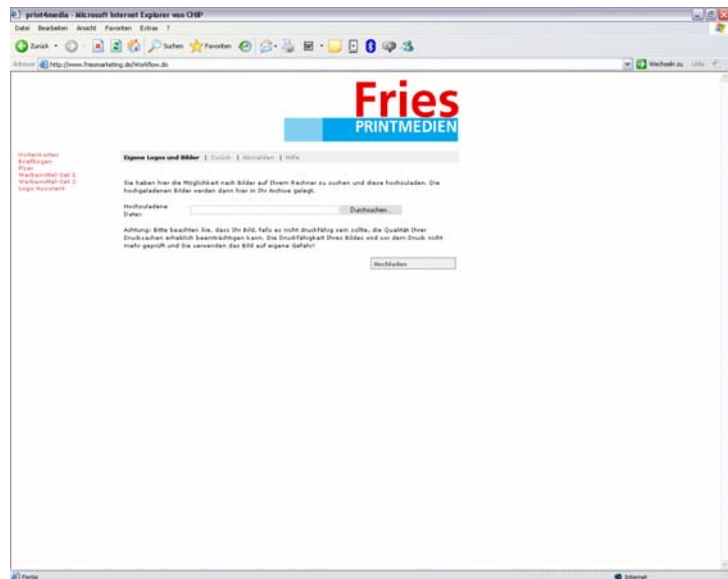 print4media - Microsoft Internet Explorer von CHIP
Datei Bearbeiten Ansicht Favoriten Extras ?
Zurück Suchen Favoriten
Adresse http://www.friesmarketing.de/Workflow.do Wechseln zu Links
Fries
PRINTMEDIEN
Visitenkarten
Briefbogen
Flyer
Werbemittel-Set 1
Werbemittel-Set 2
Logo-Assistent
Eigene Logos und Bilder | Zurück | Abmelden | Hilfe
Sie haben hier die Möglichkeit nach Bilder auf Ihrem Rechner zu suchen und diese hochzuladen. Die
hochgeladenen Bilder werden dann hier in Ihr Archive gelegt.
Hochzuladene
Datei:
Durchsuchen...
Achtung: Bitte beachten Sie, dass Ihr Bild, falls es nicht druckfähig sein sollte, die Qualität Ihrer
Drucksachen erheblich beeinträchtigen kann. Die Druckfähigkeit Ihres Bildes wird vor dem Druck nicht
mehr geprüft und Sie verwenden das Bild auf eigene Gefahr!
Hochladen
Fertig Internet